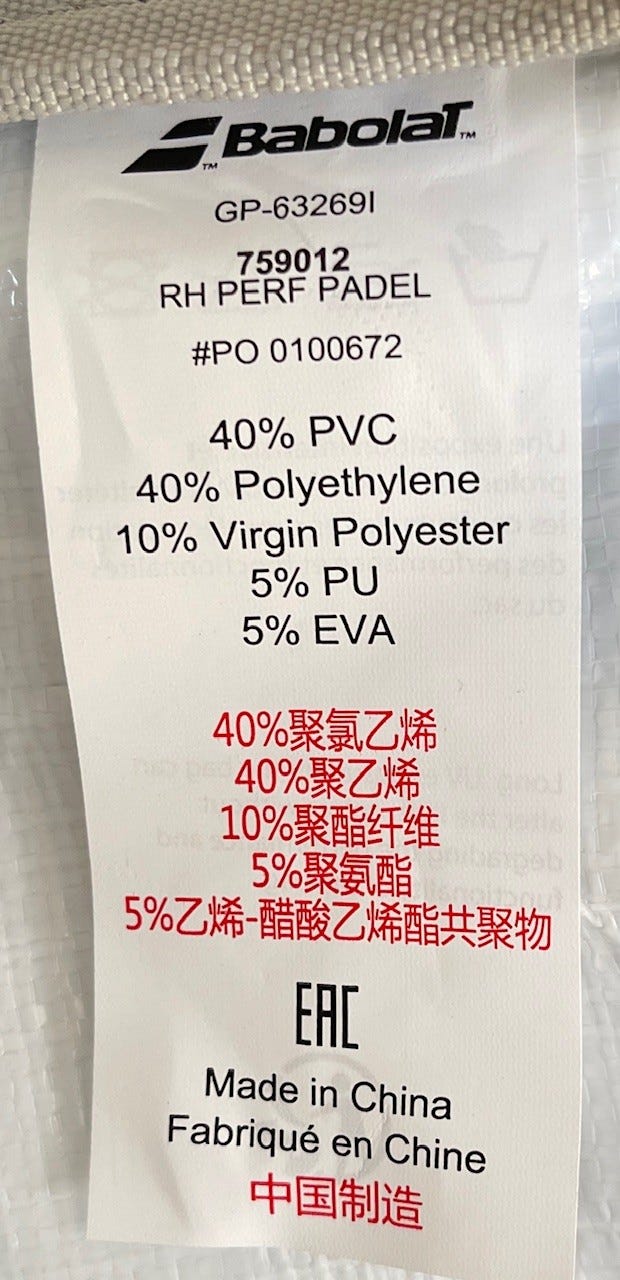 BabolaT™
™
GP-63269I
759012
RH PERF PADEL
#PO 0100672
40% PVC
40% Polyethylene
10% Virgin Polyester
5% PU
5% EVA
40%聚氯乙烯
40%聚乙烯
10%聚酯纤维
5%聚氨酯
5%乙烯-醋酸乙烯酯共聚物
EAC
Made in China
Fabriqué en Chine
中国制造